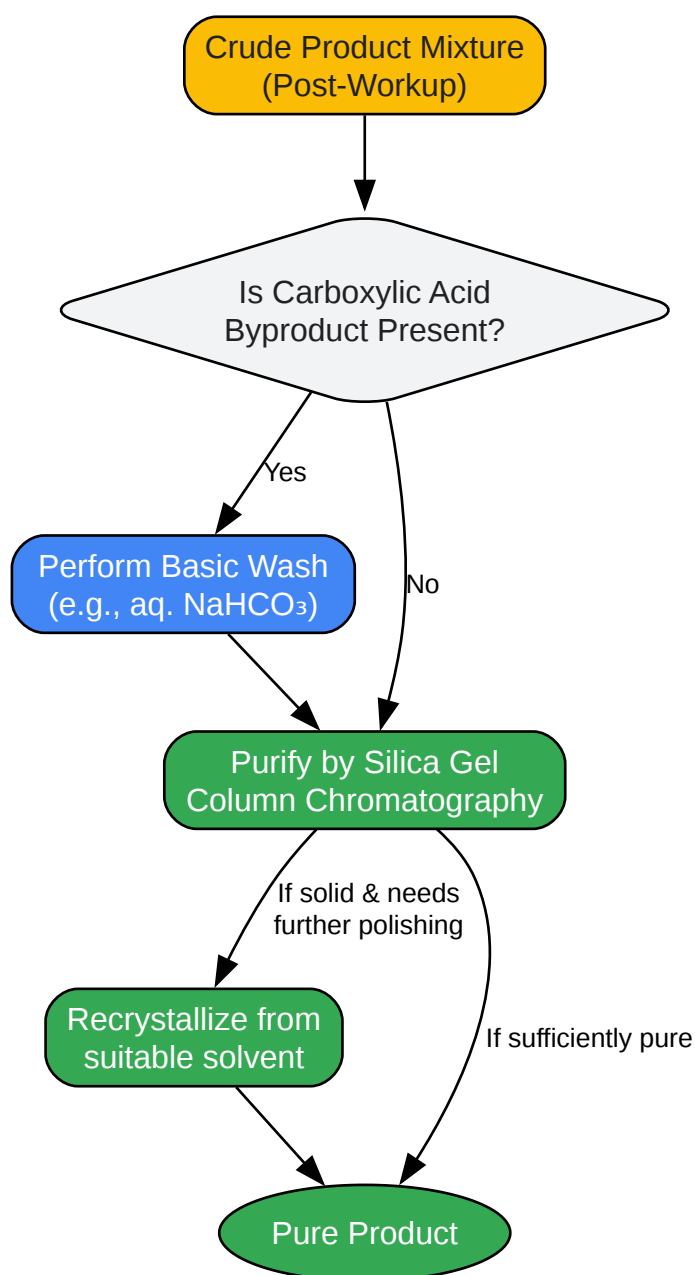 Crude Product Mixture
(Post-Workup)
Is Carboxylic Acid
Byproduct Present?
Yes
Perform Basic Wash
(e.g., aq. NaHCO₃)
No
Purify by Silica Gel
Column Chromatography
If solid & needs
further polishing
Recrystallize from
suitable solvent
If sufficiently pure
Pure Product